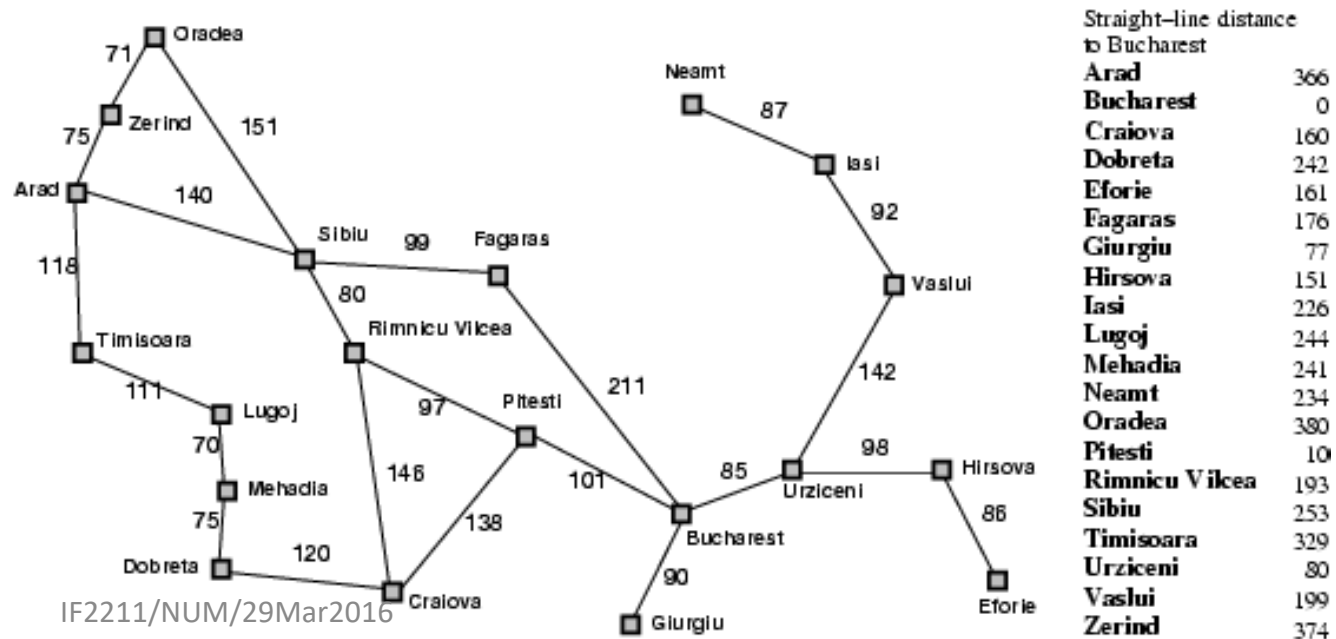 Oradea
71
Neamt
87
Zerind
151
75
Iasi
Arad
140
92
Sibiu
99
Fagaras
118
Vaslui
80
Rimnicu Vilcea
Timisoara
142
111
211
Lugoj
97
Pitesti
70
98
Hirsova
146
85
Mehadia
101
Urziceni
75
138
86
120
Bucharest
Dobreta
90
Craiova
Eforie
IF2211/NUM/29Mar2016
Giurgiu
Straight–line distance
to Bucharest
Arad 366
Bucharest 0
Craiova 160
Dobreta 242
Eforie 161
Fagaras 176
Giurgiu 77
Hirsova 151
Iasi 226
Lugoj 244
Mehadia 241
Neamt 234
Oradea 380
Pitesti 10
Rimnicu Vilcea 193
Sibiu 253
Timisoara 329
Urziceni 80
Vaslui 199
Zerind 374